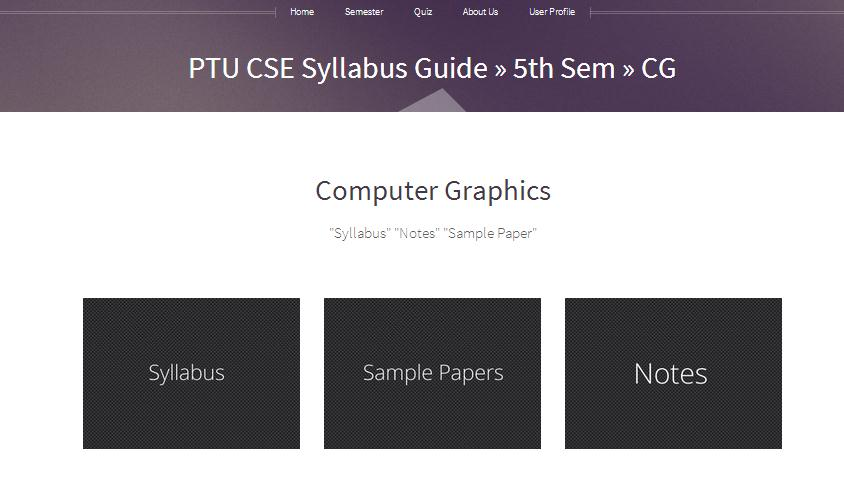 Home Semester Quiz About Us User Profile
PTU CSE Syllabus Guide » 5th Sem » CG
Computer Graphics
"Syllabus" "Notes" "Sample Paper"
Syllabus Sample Papers Notes